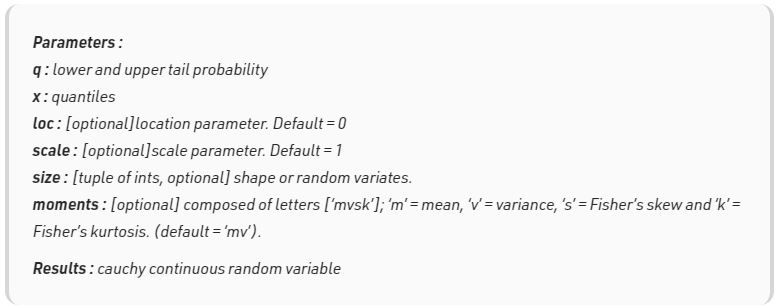 Parameters :
q : lower and upper tail probability
x : quantiles
loc : [optional]location parameter. Default = 0
scale : [optional]scale parameter. Default = 1
size : [tuple of ints, optional] shape or random variates.
moments : [optional] composed of letters [‘mvsk’]; ‘m’ = mean, ‘v’ = variance, ‘s’ = Fisher’s skew and ‘k’ =
Fisher’s kurtosis. (default = ‘mv’).
Results : cauchy continuous random variable